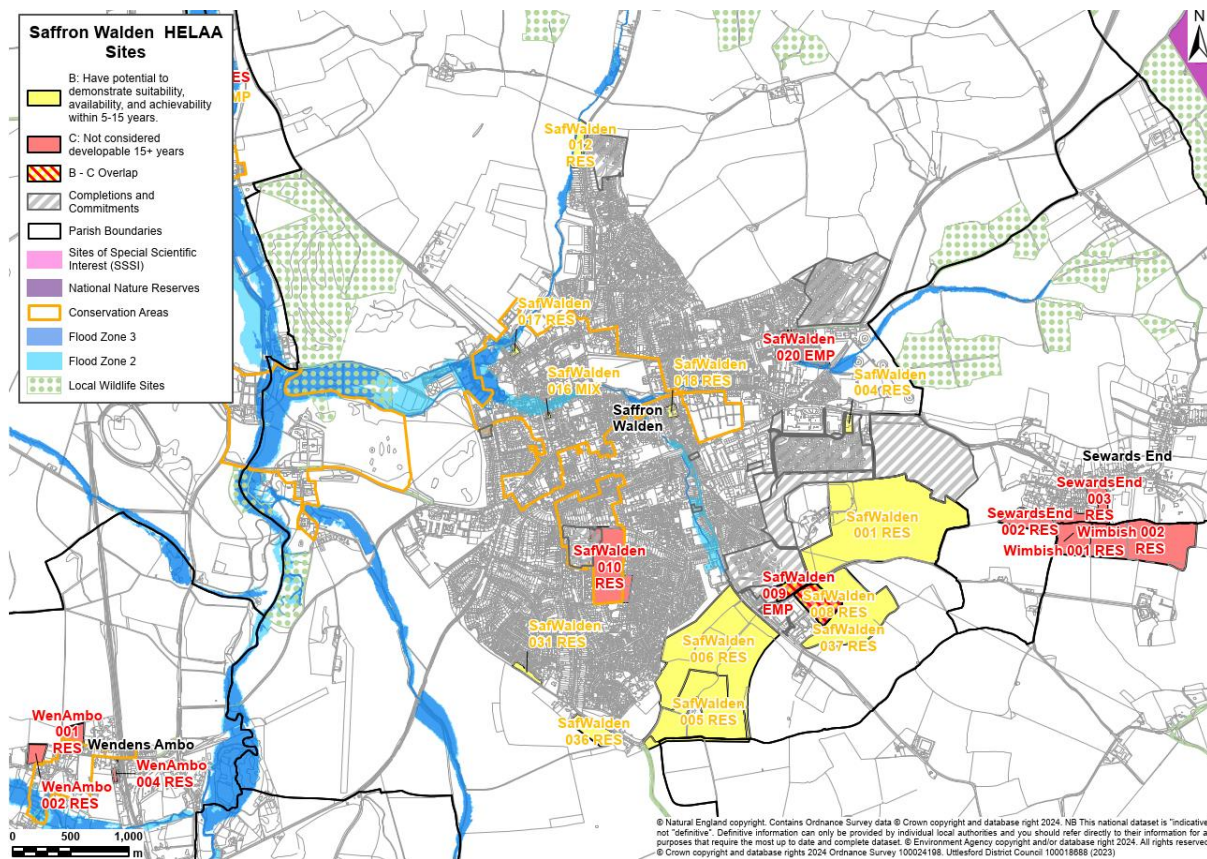 Saffron Walden HELAA
Sites
B: Have potential to
demonstrate suitability,
availability, and achievability
within 5-15 years.
C: Not considered
developable 15+ years
B - C Overlap
Completions and
Commitments
Parish Boundaries
Sites of Special Scientific
Interest (SSSI)
National Nature Reserves
Conservation Areas
Flood Zone 3
Flood Zone 2
Local Wildlife Sites
N
SafWalden
012
RES
SafWalden
017 RES
SafWalden
016 MIX
SafWalden
018 RES
SafWalden
020 EMP
SafWalden
004 RES
Saffron
Walden
Sewards End
SewardsEnd
003
RES
SewardsEnd
002 RES
Wimbish 002
RES
Wimbish 001 RES
SafWalden
001 RES
SafWalden
010
RES
SafWalden
009
EMP
SafWalden
008 RES
SafWalden
037 RES
SafWalden
031 RES
SafWalden
006 RES
SafWalden
005 RES
SafWalden
036 RES
WenAmbo
001
RES
Wendens Ambo
WenAmbo
004 RES
WenAmbo
002 RES
0 500 1,000
m
© Natural England copyright. Contains Ordnance Survey data © Crown copyright and database right 2024. NB This national dataset is "indicative
not "definitive". Definitive information can only be provided by individual local authorities and you should refer directly to their information for a
purposes that require the most up to date and complete dataset. © Environment Agency copyright and/or database right 2024. All rights reserved
© Crown copyright and database rights 2024 Ordnance Survey 100024198. Uttlesford District Council 100018688 (2023)